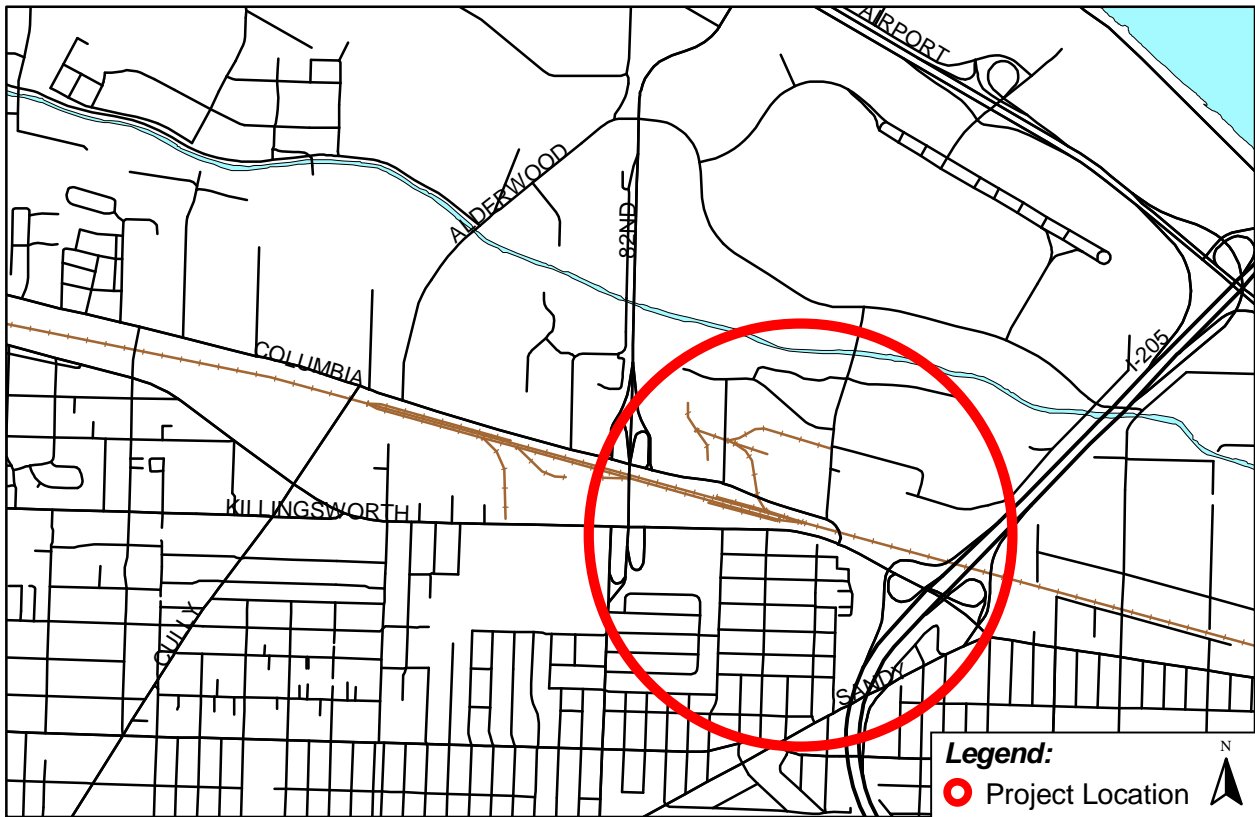 AIRPORT
ALDERWOOD
82ND
I-205
COLUMBIA
KILLINGSWORTH
CULLY
SANDY
Legend:
N
Project Location